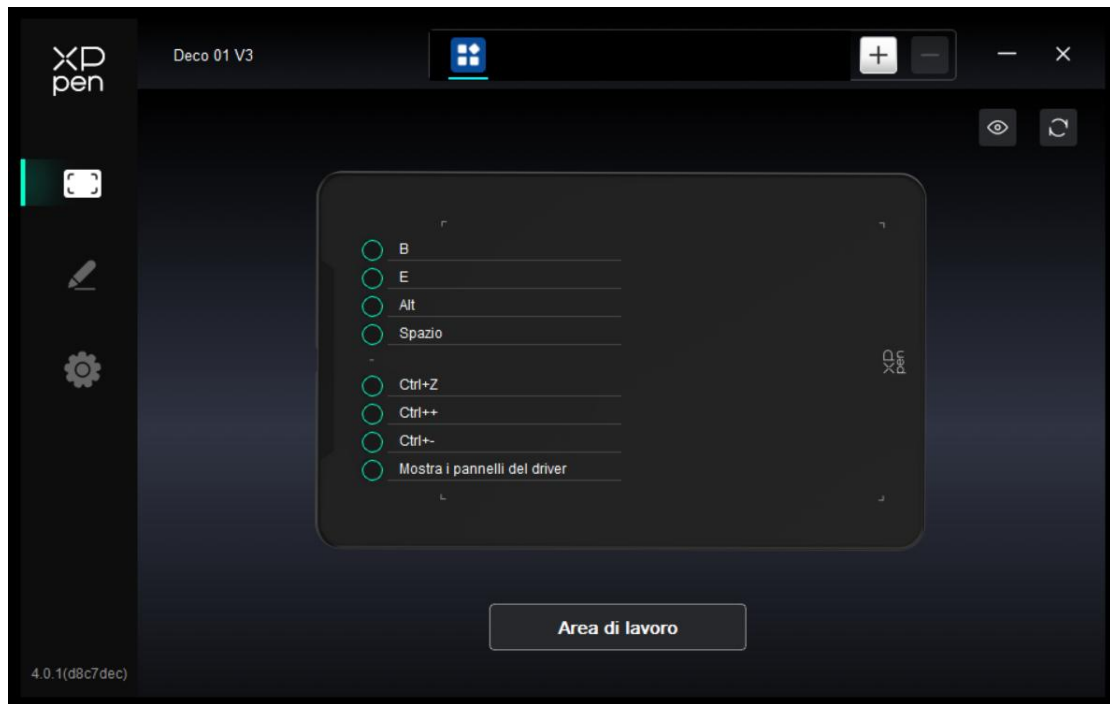 XP
pen
Deco 01 V3
B
E
Alt
Spazio
-
Ctrl+Z
Ctrl++
Ctrl+-
Mostra i pannelli del driver
XP
pen
Area di lavoro
4.0.1(d8c7dec)